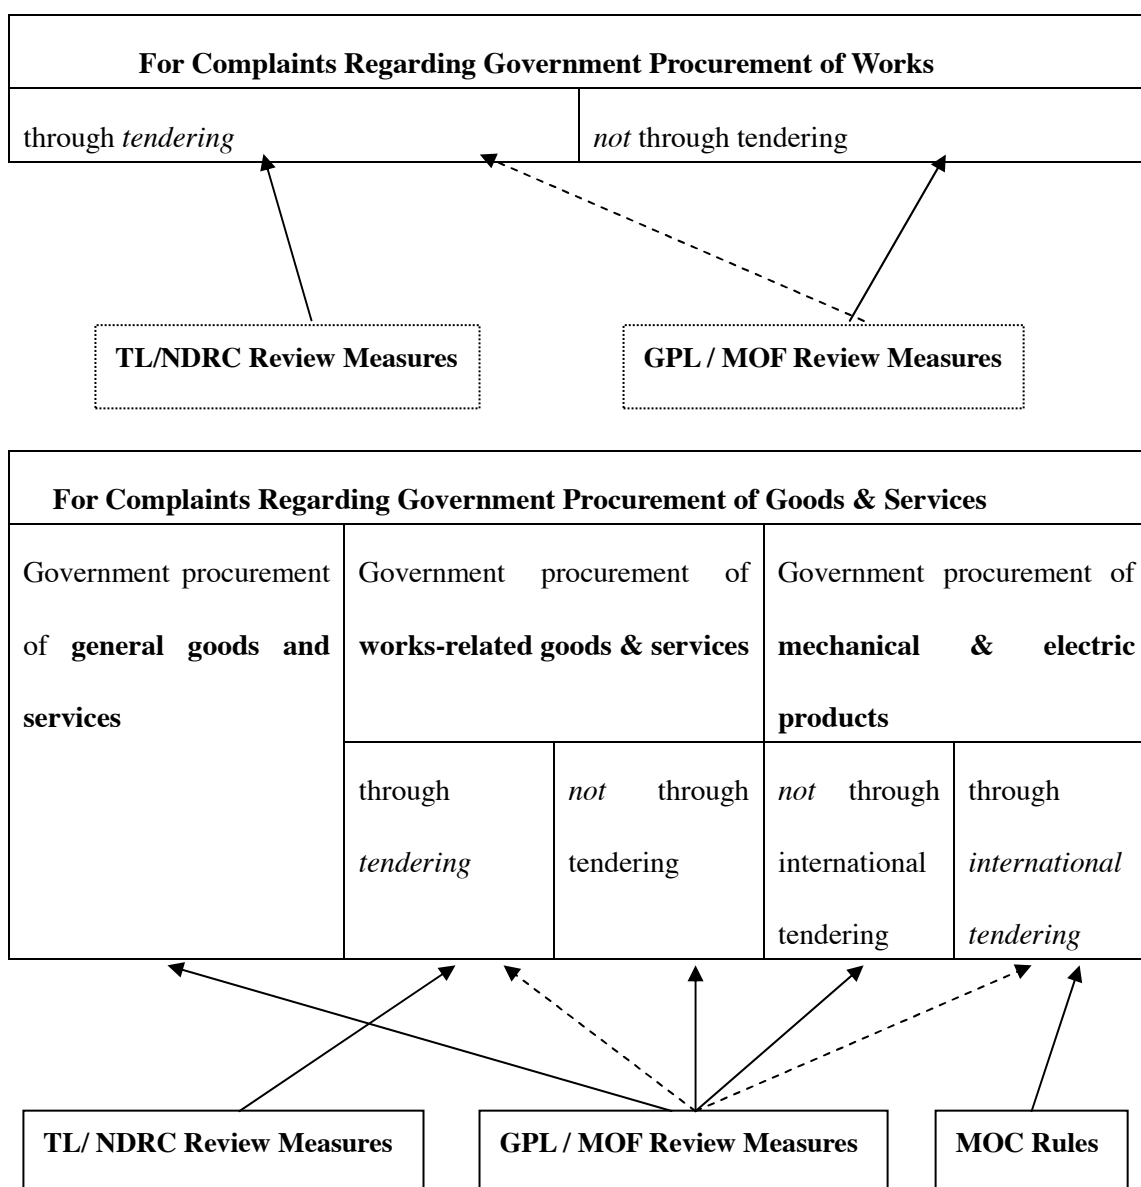 For Complaints Regarding Government Procurement of Works
through tendering
not through tendering
TL/NDRC Review Measures
GPL / MOF Review Measures
For Complaints Regarding Government Procurement of Goods & Services
Government procurement
of general goods and
services
Government procurement of
works-related goods & services
Government procurement of
mechanical & electric
products
through
tendering
not through
tendering
not through
international
tendering
through
international
tendering
TL/ NDRC Review Measures
GPL / MOF Review Measures
MOC Rules